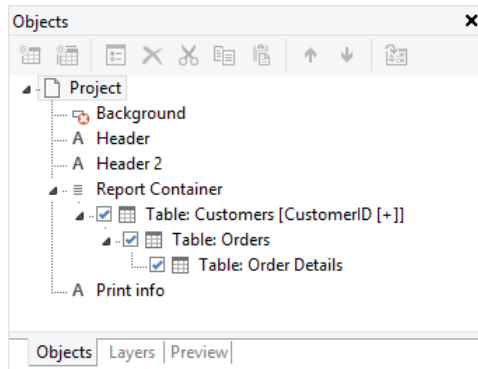 Objects
Project
Background
A Header
A Header 2
Report Container
Table: Customers [CustomerID [+]]
Table: Orders
Table: Order Details
A Print info
Objects Layers Preview